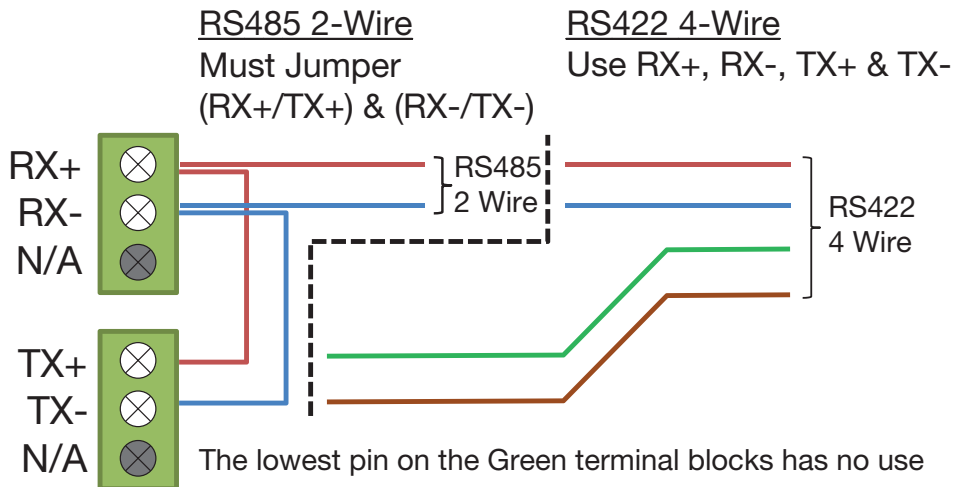 RS485 2-Wire
Must Jumper
(RX+/TX+) & (RX-/TX-)
RS422 4-Wire
Use RX+, RX-, TX+ & TX-
RX+
RX-
N/A
RS485
2 Wire
RS422
4 Wire
TX+
TX-
N/A
The lowest pin on the Green terminal blocks has no use